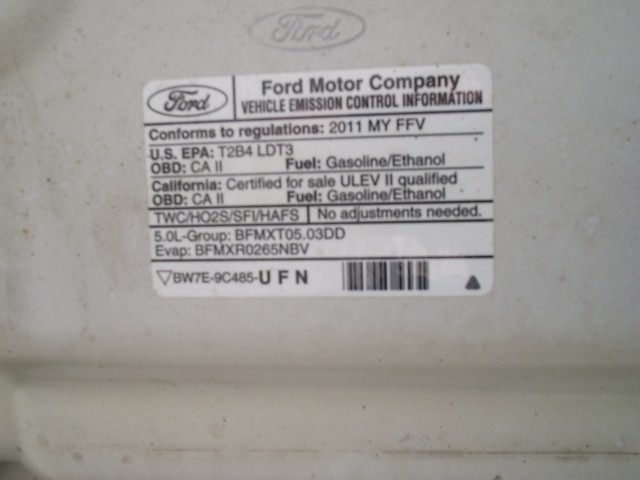 Ford
Ford
Ford Motor Company
VEHICLE EMISSION CONTROL INFORMATION
Conforms to regulations: 2011 MY FFV
U.S. EPA: T2B4 LDT3
OBD: CA II Fuel: Gasoline/Ethanol
California: Certified for sale ULEV II qualified
OBD: CA II Fuel: Gasoline/Ethanol
TWC/HO2S/SFI/HAFS No adjustments needed.
5.0L-Group: BFMXT05.03DD
Evap: BFMXR0265NBV
BW7E-9C485-UFN